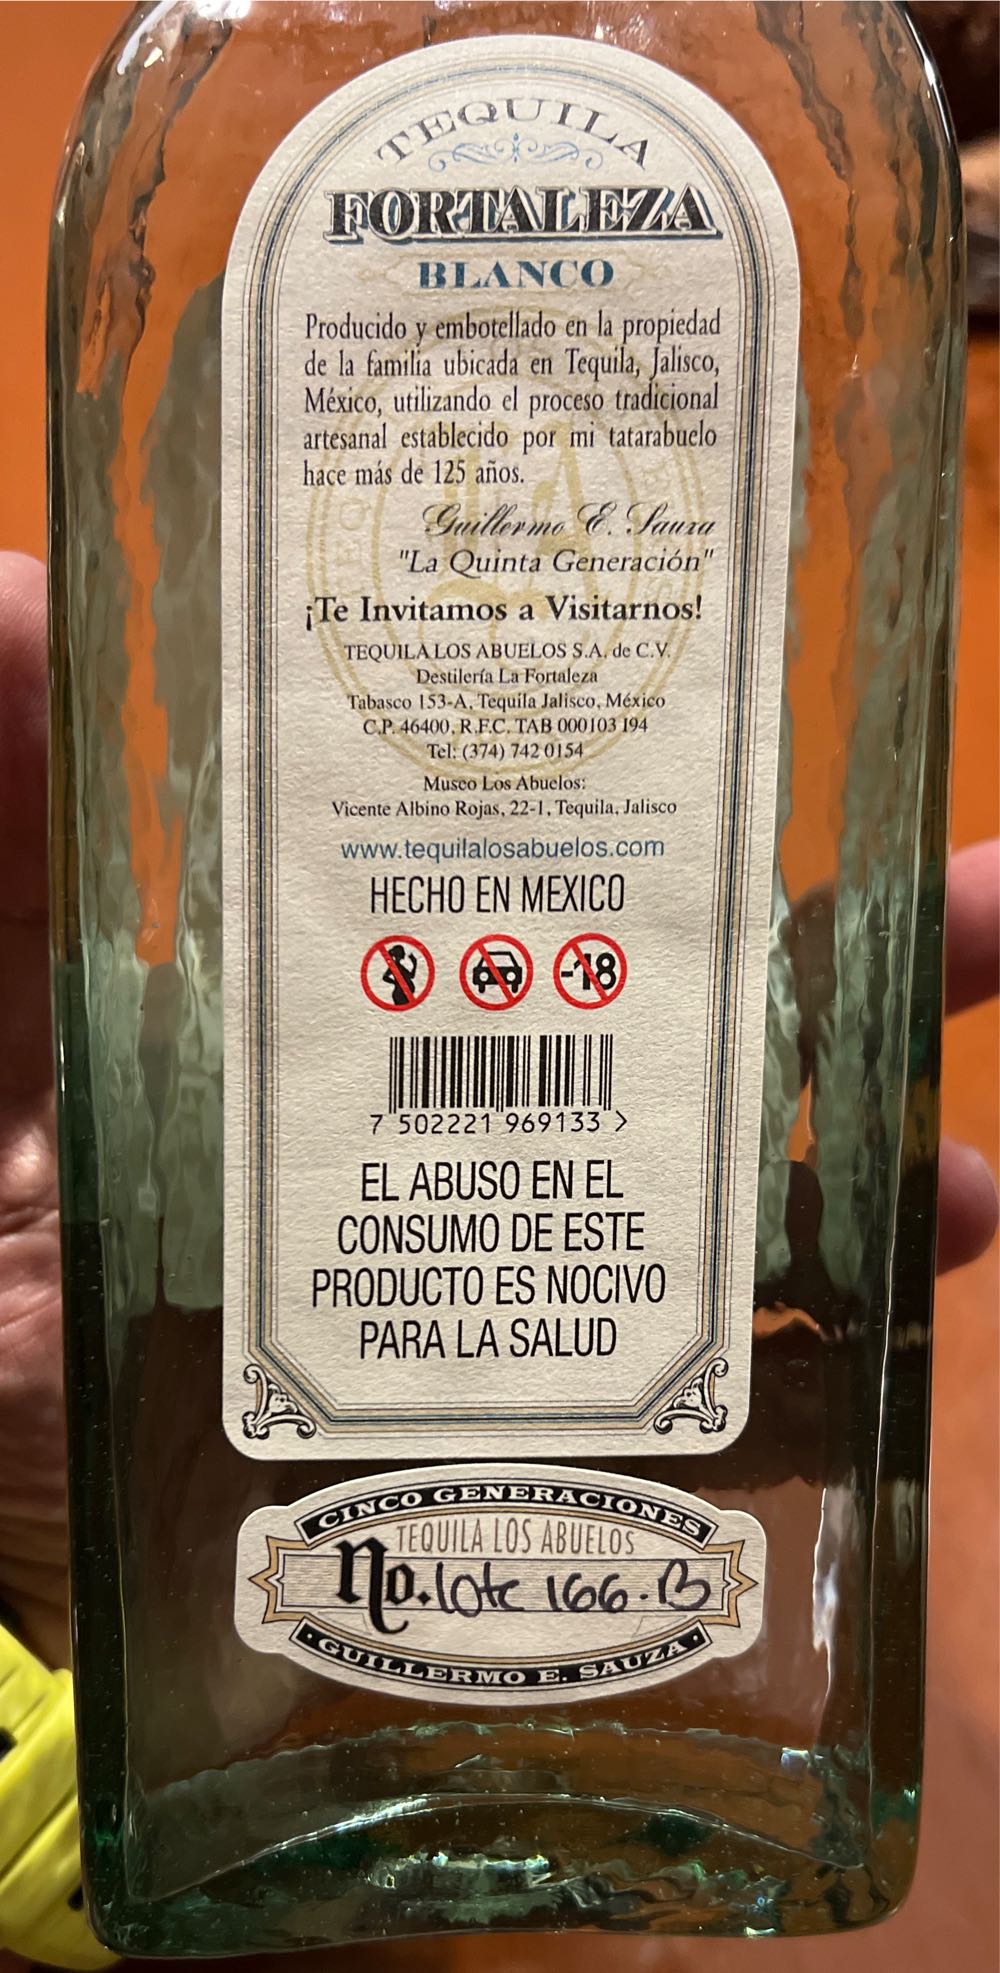 TEQUILA
FORTALEZA
BLANCO
Producido y embotellado en la propiedad
de la familia ubicada en Tequila, Jalisco,
México, utilizando el proceso tradicional
artesanal establecido por mi tatarabuelo
hace más de 125 años.
Guillermo E. Sauza
"La Quinta Generación"
¡Te Invitamos a Visitarnos!
TEQUILA LOS ABUELOS S.A. de C.V.
Destilería La Fortaleza
Tabasco 153-A, Tequila Jalisco, México
C.P. 46400, R.F.C. TAB 000103 194
Tel: (374) 742 0154
Museo Los Abuelos:
Vicente Albino Rojas, 22-1, Tequila, Jalisco
www.tequilalosabuelos.com
HECHO EN MEXICO
-18
7 502221 969133 >
EL ABUSO EN EL
CONSUMO DE ESTE
PRODUCTO ES NOCIVO
PARA LA SALUD
CINCO GENERACIONES
TEQUILA LOS ABUELOS
No. lote 166-B
· GUILLERMO E. SAUZA ·